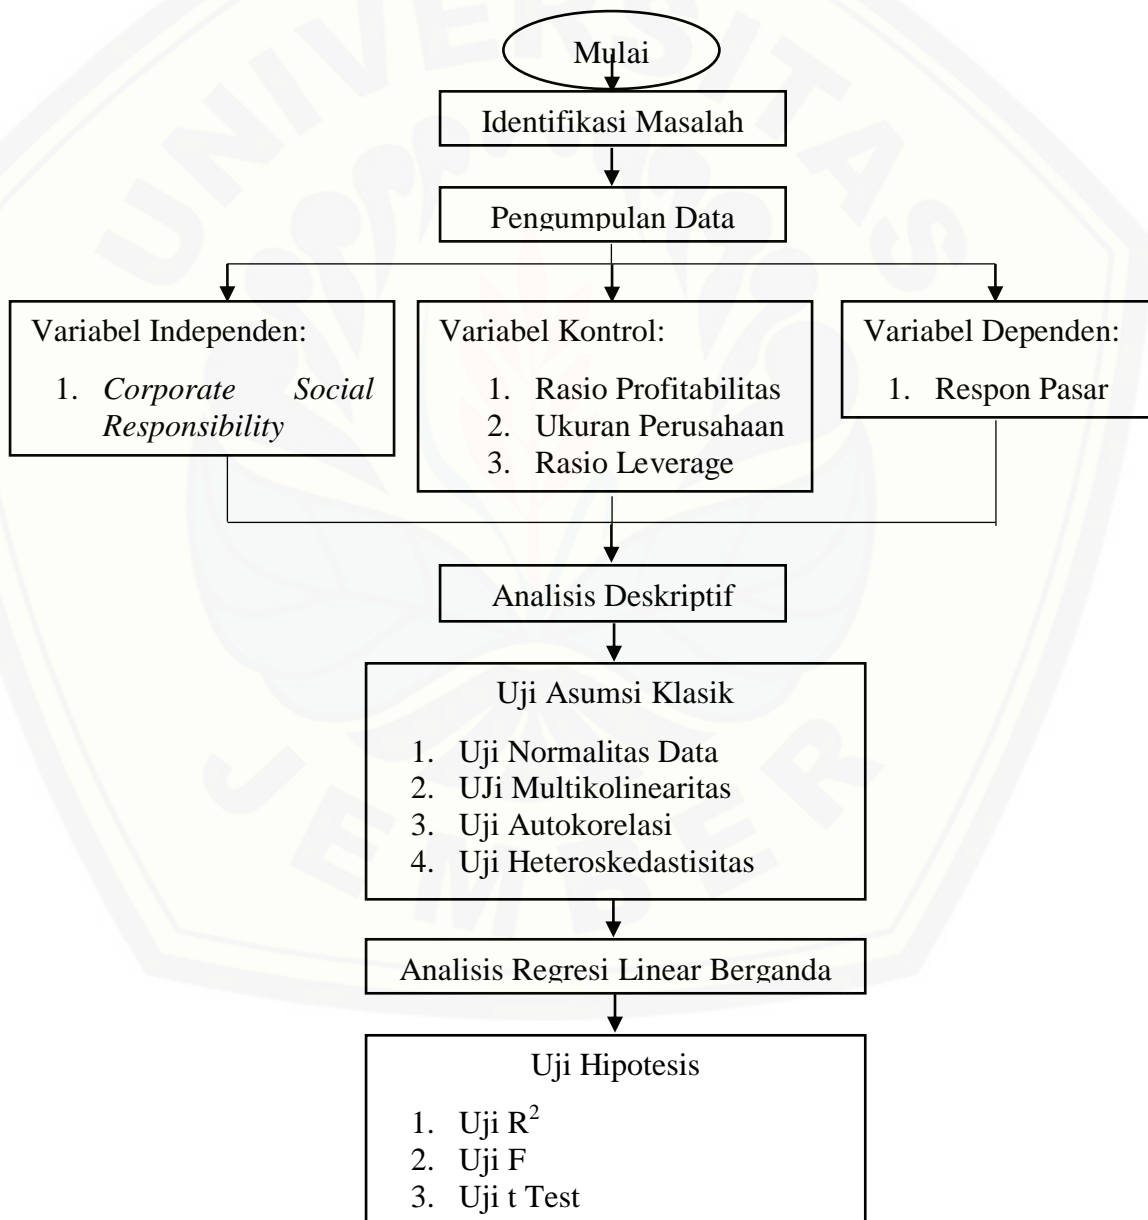 UNIVERSITAS
Mulai
Identifikasi Masalah
Pengumpulan Data
Variabel Independen:
1. Corporate Social
Responsibility
Variabel Kontrol:
1. Rasio Profitabilitas
2. Ukuran Perusahaan
3. Rasio Leverage
Variabel Dependen:
1. Respon Pasar
Analisis Deskriptif
Uji Asumsi Klasik
1. Uji Normalitas Data
2. UJi Multikolinearitas
3. Uji Autokorelasi
4. Uji Heteroskedastisitas
JEMBER
Analisis Regresi Linear Berganda
Uji Hipotesis
1. Uji R²
2. Uji F
3. Uji t Test